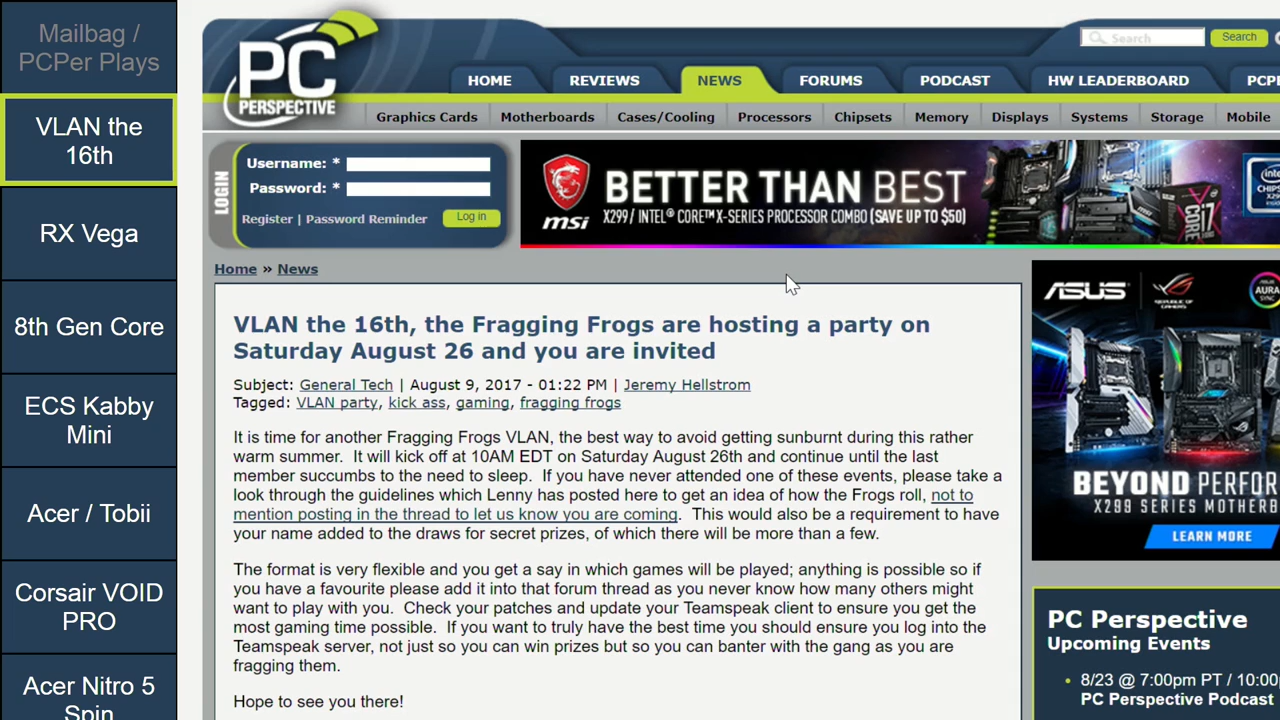 Mailbag /
PCPer Plays
VLAN the
16th
RX Vega
8th Gen Core
ECS Kabby
Mini
Acer / Tobii
Corsair VOID
PRO
Acer Nitro 5
Spin
PC
PERSPECTIVE
Search
Search
HOME
REVIEWS
NEWS
FORUMS
PODCAST
HW LEADERBOARD
PCP
Graphics Cards
Motherboards
Cases/Cooling
Processors
Chipsets
Memory
Displays
Systems
Storage
Mobile
LOGIN
Username: *
Password: *
Register | Password Reminder
Log in
msi
BETTER THAN BEST
X299 / INTEL® CORE™ X-SERIES PROCESSOR COMBO (SAVE UP TO $50)
Home » News
VLAN the 16th, the Fragging Frogs are hosting a party on
Saturday August 26 and you are invited
Subject: General Tech | August 9, 2017 - 01:22 PM | Jeremy Hellstrom
Tagged: VLAN party, kick ass, gaming, fragging frogs
It is time for another Fragging Frogs VLAN, the best way to avoid getting sunburnt during this rather
warm summer.  It will kick off at 10AM EDT on Saturday August 26th and continue until the last
member succumbs to the need to sleep.  If you have never attended one of these events, please take a
look through the guidelines which Lenny has posted here to get an idea of how the Frogs roll, not to
mention posting in the thread to let us know you are coming.  This would also be a requirement to have
your name added to the draws for secret prizes, of which there will be more than a few.
The format is very flexible and you get a say in which games will be played; anything is possible so if
you have a favourite please add it into that forum thread as you never know how many others might
want to play with you.  Check your patches and update your Teamspeak client to ensure you get the
most gaming time possible.  If you want to truly have the best time you should ensure you log into the
Teamspeak server, not just so you can win prizes but so you can banter with the gang as you are
fragging them.
Hope to see you there!
ASUS
REPUBLIC OF
GAMERS
AURA
SYNC
BEYOND PERFOR
X299 SERIES MOTHERB
LEARN MORE
PC Perspective
Upcoming Events
8/23 @ 7:00pm PT / 10:00
PC Perspective Podcast